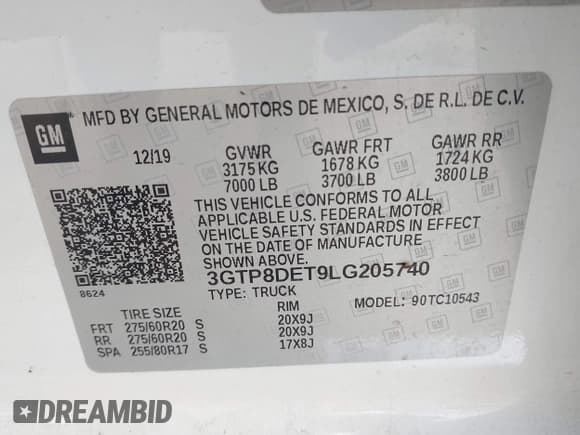 GM
MFD BY GENERAL MOTORS DE MEXICO, S. DE R.L. DE C.V.
12/19 GVWR GAWR FRT GAWR RR
3175 KG 1678 KG 1724 KG
7000 LB 3700 LB 3800 LB
THIS VEHICLE CONFORMS TO ALL
APPLICABLE U.S. FEDERAL MOTOR
VEHICLE SAFETY STANDARDS IN EFFECT
ON THE DATE OF MANUFACTURE
SHOWN ABOVE.
3GTP8DET9LG205740
8624
TYPE: TRUCK MODEL: 90TC10543
TIRE SIZE RIM
FRT 275/60R20 S 20X9J
RR 275/60R20 S 20X9J
SPA 255/80R17 S 17X8J
DREAMBID